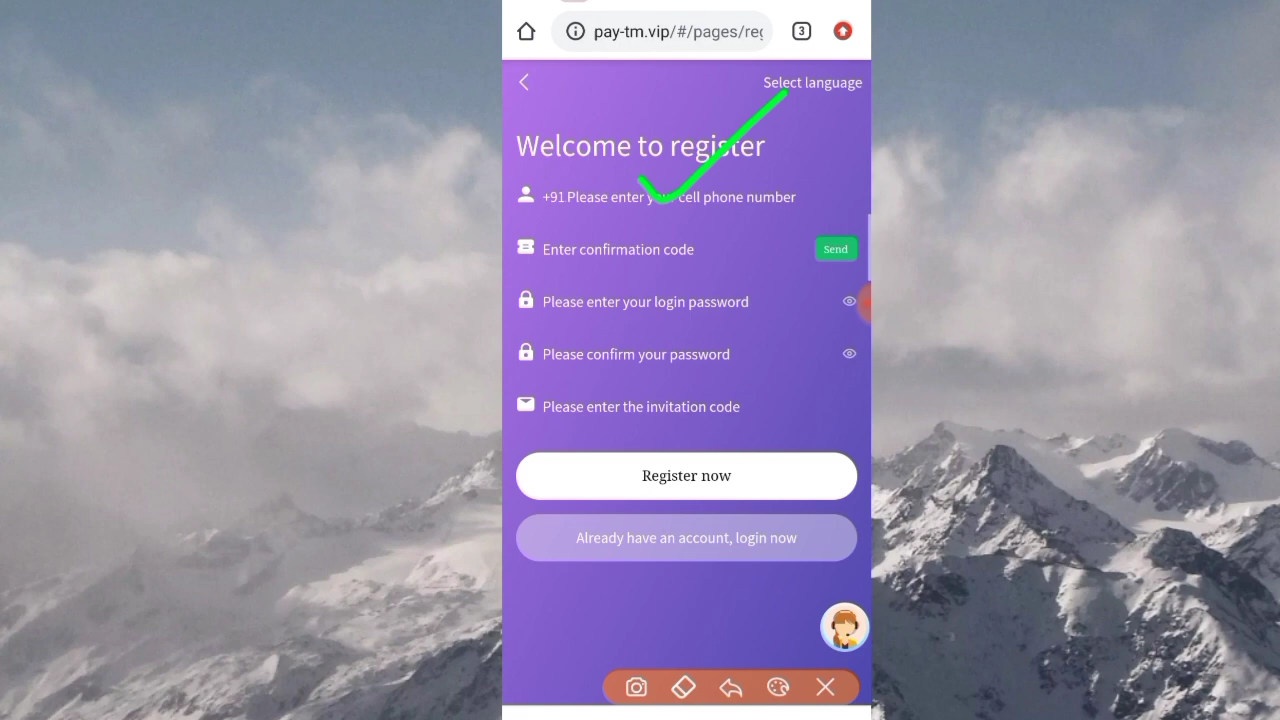 pay-tm.vip/#/pages/reg
3
Select language
Welcome to register
+91 Please enter your cell phone number
Enter confirmation code
Send
Please enter your login password
Please confirm your password
Please enter the invitation code
Register now
Already have an account, login now